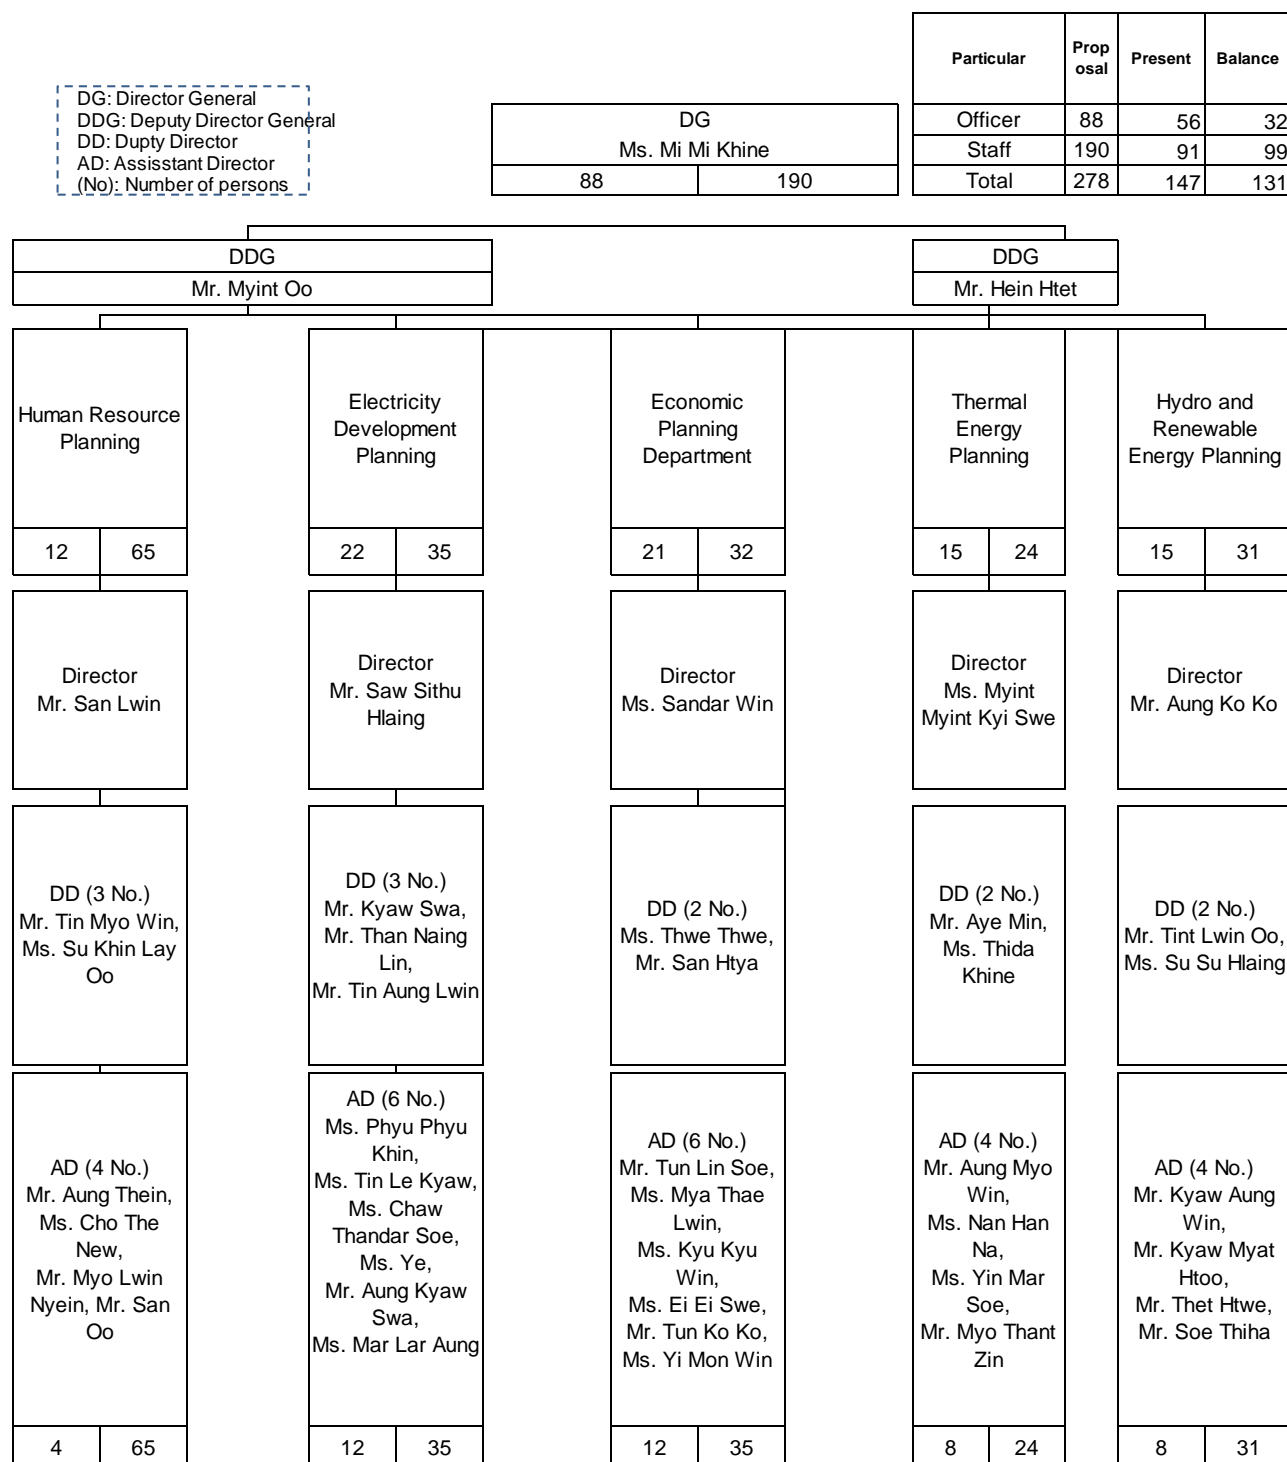 DG: Director General
DDG: Deputy Director General
DD: Dupty Director
AD: Assisstant Director
(No): Number of persons
DG
Ms. Mi Mi Khine
88 190
Particular Prop
osal Present Balance
Officer 88 56 32
Staff 190 91 99
Total 278 147 131
DDG
Mr. Myint Oo
DDG
Mr. Hein Htet
Human Resource
Planning
12 65
Director
Mr. San Lwin
DD (3 No.)
Mr. Tin Myo Win,
Ms. Su Khin Lay
Oo
AD (4 No.)
Mr. Aung Thein,
Ms. Cho The
New,
Mr. Myo Lwin
Nyein, Mr. San
Oo
4 65
Electricity
Development
Planning
22 35
Director
Mr. Saw Sithu
Hlaing
DD (3 No.)
Mr. Kyaw Swa,
Mr. Than Naing
Lin,
Mr. Tin Aung Lwin
AD (6 No.)
Ms. Phyu Phyu
Khin,
Ms. Tin Le Kyaw,
Ms. Chaw
Thandar Soe,
Ms. Ye,
Mr. Aung Kyaw
Swa,
Ms. Mar Lar Aung
12 35
Economic
Planning
Department
21 32
Director
Ms. Sandar Win
DD (2 No.)
Ms. Thwe Thwe,
Mr. San Htya
AD (6 No.)
Mr. Tun Lin Soe,
Ms. Mya Thae
Lwin,
Ms. Kyu Kyu
Win,
Ms. Ei Ei Swe,
Mr. Tun Ko Ko,
Ms. Yi Mon Win
12 35
Thermal
Energy
Planning
15 24
Director
Ms. Myint
Myint Kyi Swe
DD (2 No.)
Mr. Aye Min,
Ms. Thida
Khine
AD (4 No.)
Mr. Aung Myo
Win,
Ms. Nan Han
Na,
Ms. Yin Mar
Soe,
Mr. Myo Thant
Zin
8 24
Hydro and
Renewable
Energy Planning
15 31
Director
Mr. Aung Ko Ko
DD (2 No.)
Mr. Tint Lwin Oo,
Ms. Su Su Hlaing
AD (4 No.)
Mr. Kyaw Aung
Win,
Mr. Kyaw Myat
Htoo,
Mr. Thet Htwe,
Mr. Soe Thiha
8 31